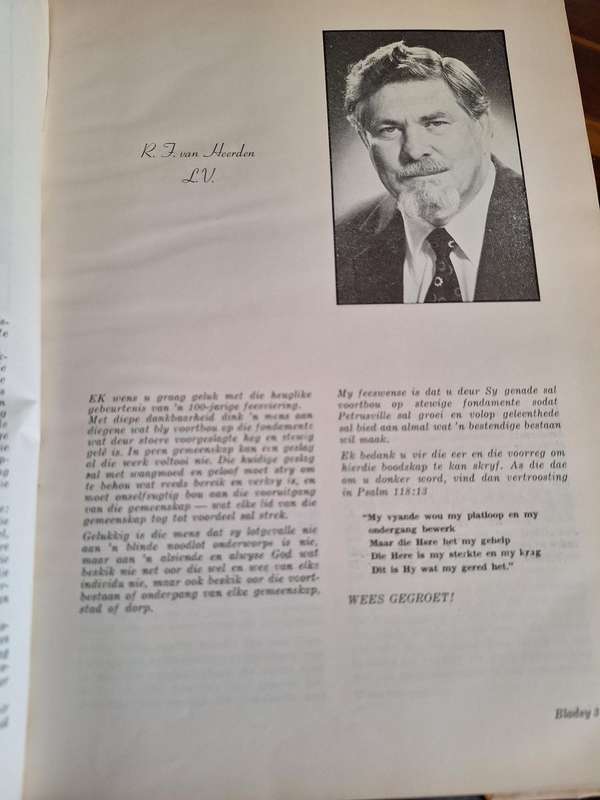 R. F. van Heerden
L.V.
EK wens u graag geluk met die heuglike
gebeurtenis van 'n 100-jarige feesviering.
Met diepe dankbaarheid dink 'n mens aan
diegene wat bly voortbou op die fondamente
wat deur stoere voorgeslagte heg en stewig
gelê is. In geen gemeenskap kan een geslag
al die werk voltooi nie. Die huidige geslag
sal met wangmoed en geloof moet stry om
te behou wat reeds bereik en verkry is, en
moet onselfsugtig bou aan die vooruitgang
van die gemeenskap — wat elke lid van die
gemeenskap tog tot voordeel sal strek.
Gelukkig is die mens dat sy lotgevalle nie
aan 'n blinde noodlot onderworpe is nie,
maar aan 'n alsiende en alwyse God wat
beskik nie net oor die wel en wee van elke
individu nie, maar ook beskik oor die voort-
bestaan of ondergang van elke gemeenskap,
stad of dorp.
My feeswense is dat u deur Sy genade sal
voortbou op stewige fondamente sodat
Petrusville sal groei en volop geleenthede
sal bied aan almal wat 'n bestendige bestaan
wil maak.
Ek bedank u vir die eer en die voorreg om
hierdie boodskap te kan skryf. As die dae
om u donker word, vind dan vertroosting
in Psalm 118:13
"My vyande wou my platloop en my
ondergang bewerk
Maar die Here het my gehelp
Die Here is my sterkte en my krag
Dit is Hy wat my gered het."
WEES GEGROET!
Bladsy 3